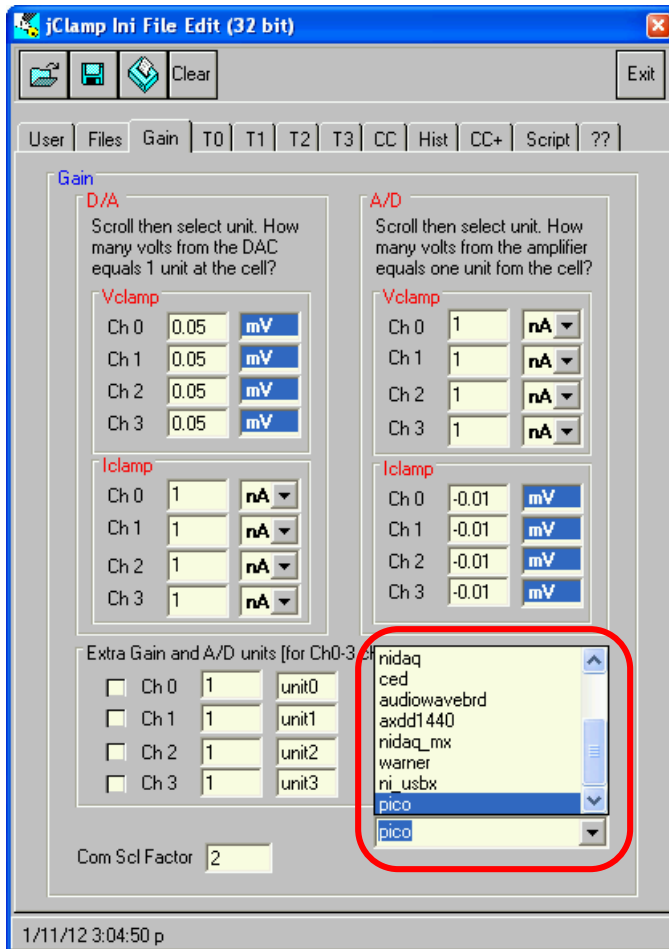 jClamp Ini File Edit (32 bit)
Clear
Exit
User Files Gain T0 T1 T2 T3 CC Hist CC+ Script ??
Gain
D/A
Scroll then select unit. How
many volts from the DAC
equals 1 unit at the cell?
Vclamp
Ch 0 0.05 mV
Ch 1 0.05 mV
Ch 2 0.05 mV
Ch 3 0.05 mV
Iclamp
Ch 0 1 nA
Ch 1 1 nA
Ch 2 1 nA
Ch 3 1 nA
A/D
Scroll then select unit. How
many volts from the amplifier
equals one unit fom the cell?
Vclamp
Ch 0 1 nA
Ch 1 1 nA
Ch 2 1 nA
Ch 3 1 nA
Iclamp
Ch 0 -0.01 mV
Ch 1 -0.01 mV
Ch 2 -0.01 mV
Ch 3 -0.01 mV
Extra Gain and A/D units [for Ch0-3
Ch 0 1 unit0
Ch 1 1 unit1
Ch 2 1 unit2
Ch 3 1 unit3
nidaq
ced
audiowavebrd
axdd1440
nidaq_mx
warner
ni_usbx
pico
pico
Com Scl Factor 2
1/11/12 3:04:50 p